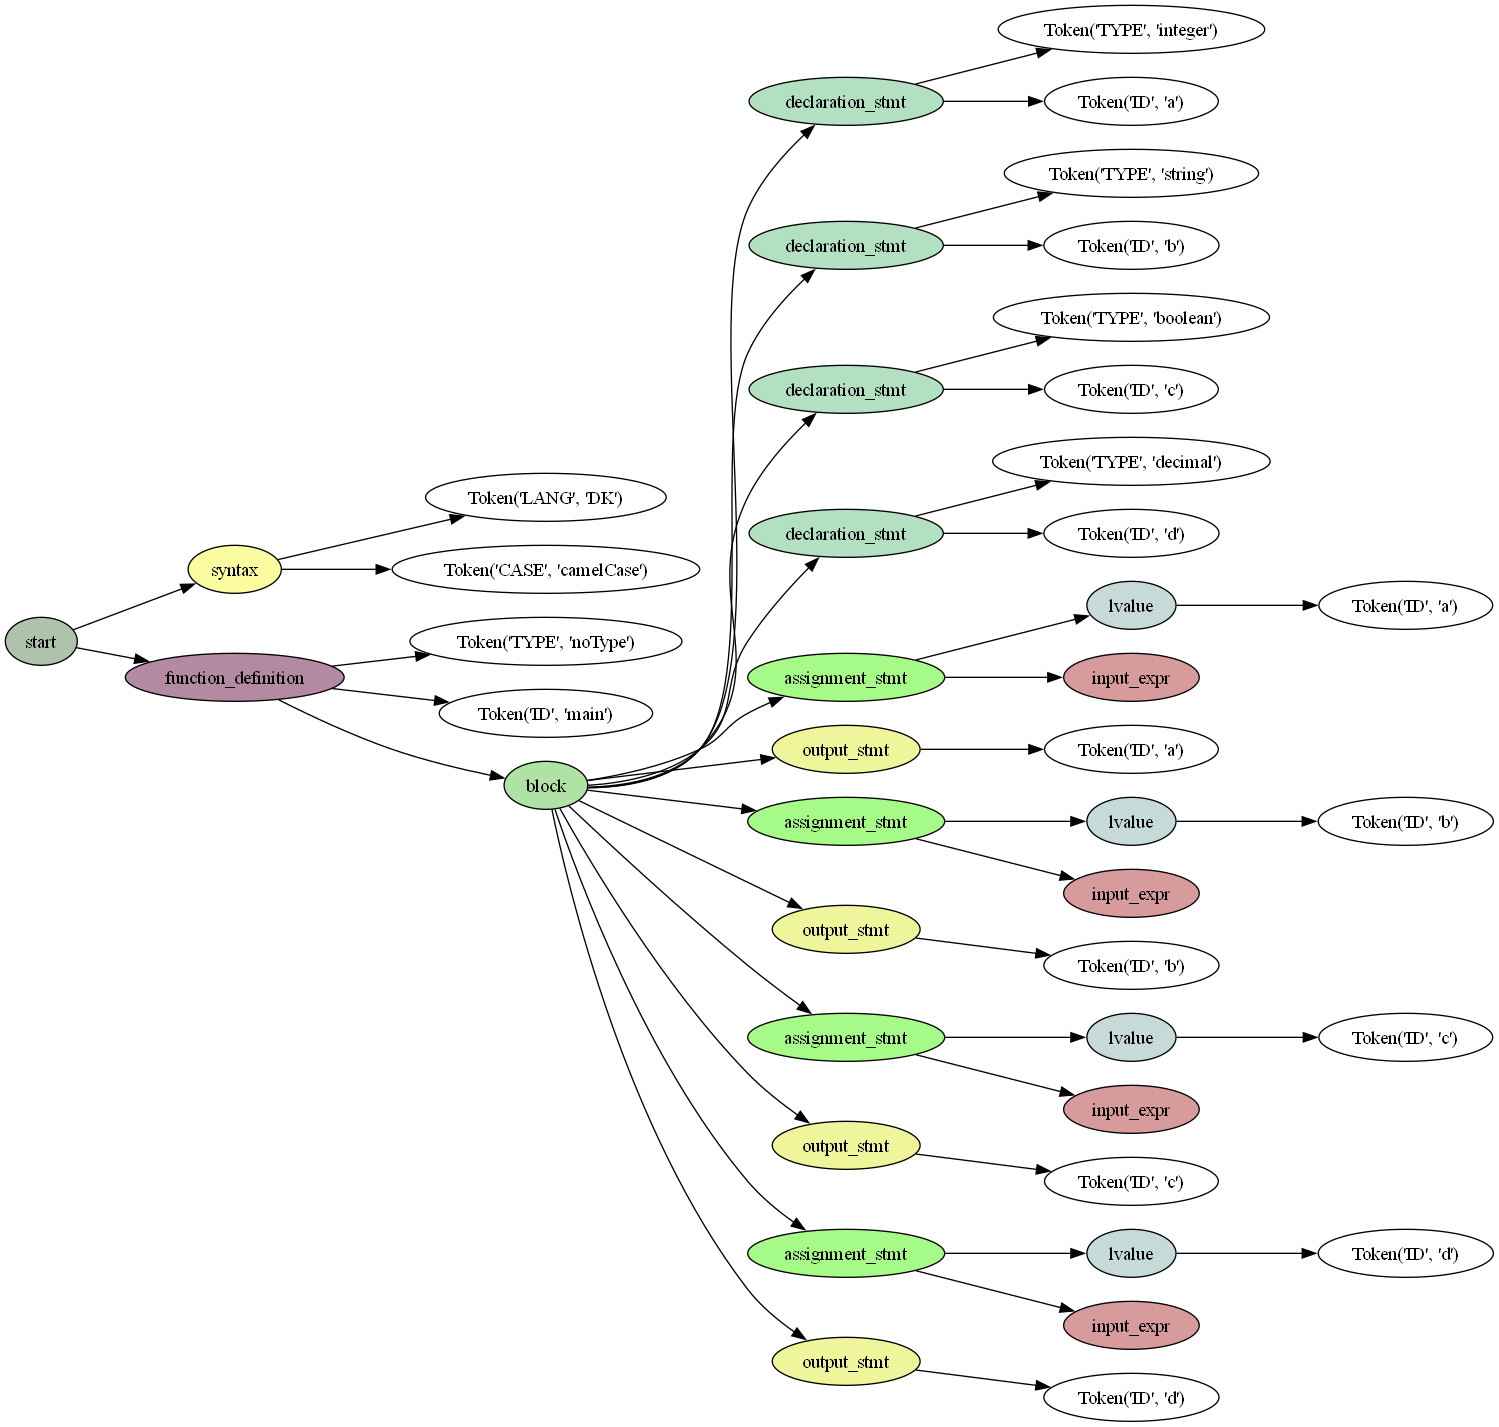 start
syntax
Token('LANG', 'DK')
Token('CASE', 'camelCase')
function_definition
Token('TYPE', 'noType')
Token('ID', 'main')
block
declaration_stmt
Token('TYPE', 'integer')
Token('ID', 'a')
declaration_stmt
Token('TYPE', 'string')
Token('ID', 'b')
declaration_stmt
Token('TYPE', 'boolean')
Token('ID', 'c')
declaration_stmt
Token('TYPE', 'decimal')
Token('ID', 'd')
assignment_stmt
lvalue
Token('ID', 'a')
input_expr
output_stmt
Token('ID', 'a')
assignment_stmt
lvalue
Token('ID', 'b')
input_expr
output_stmt
Token('ID', 'b')
assignment_stmt
lvalue
Token('ID', 'c')
input_expr
output_stmt
Token('ID', 'c')
assignment_stmt
lvalue
Token('ID', 'd')
input_expr
output_stmt
Token('ID', 'd')